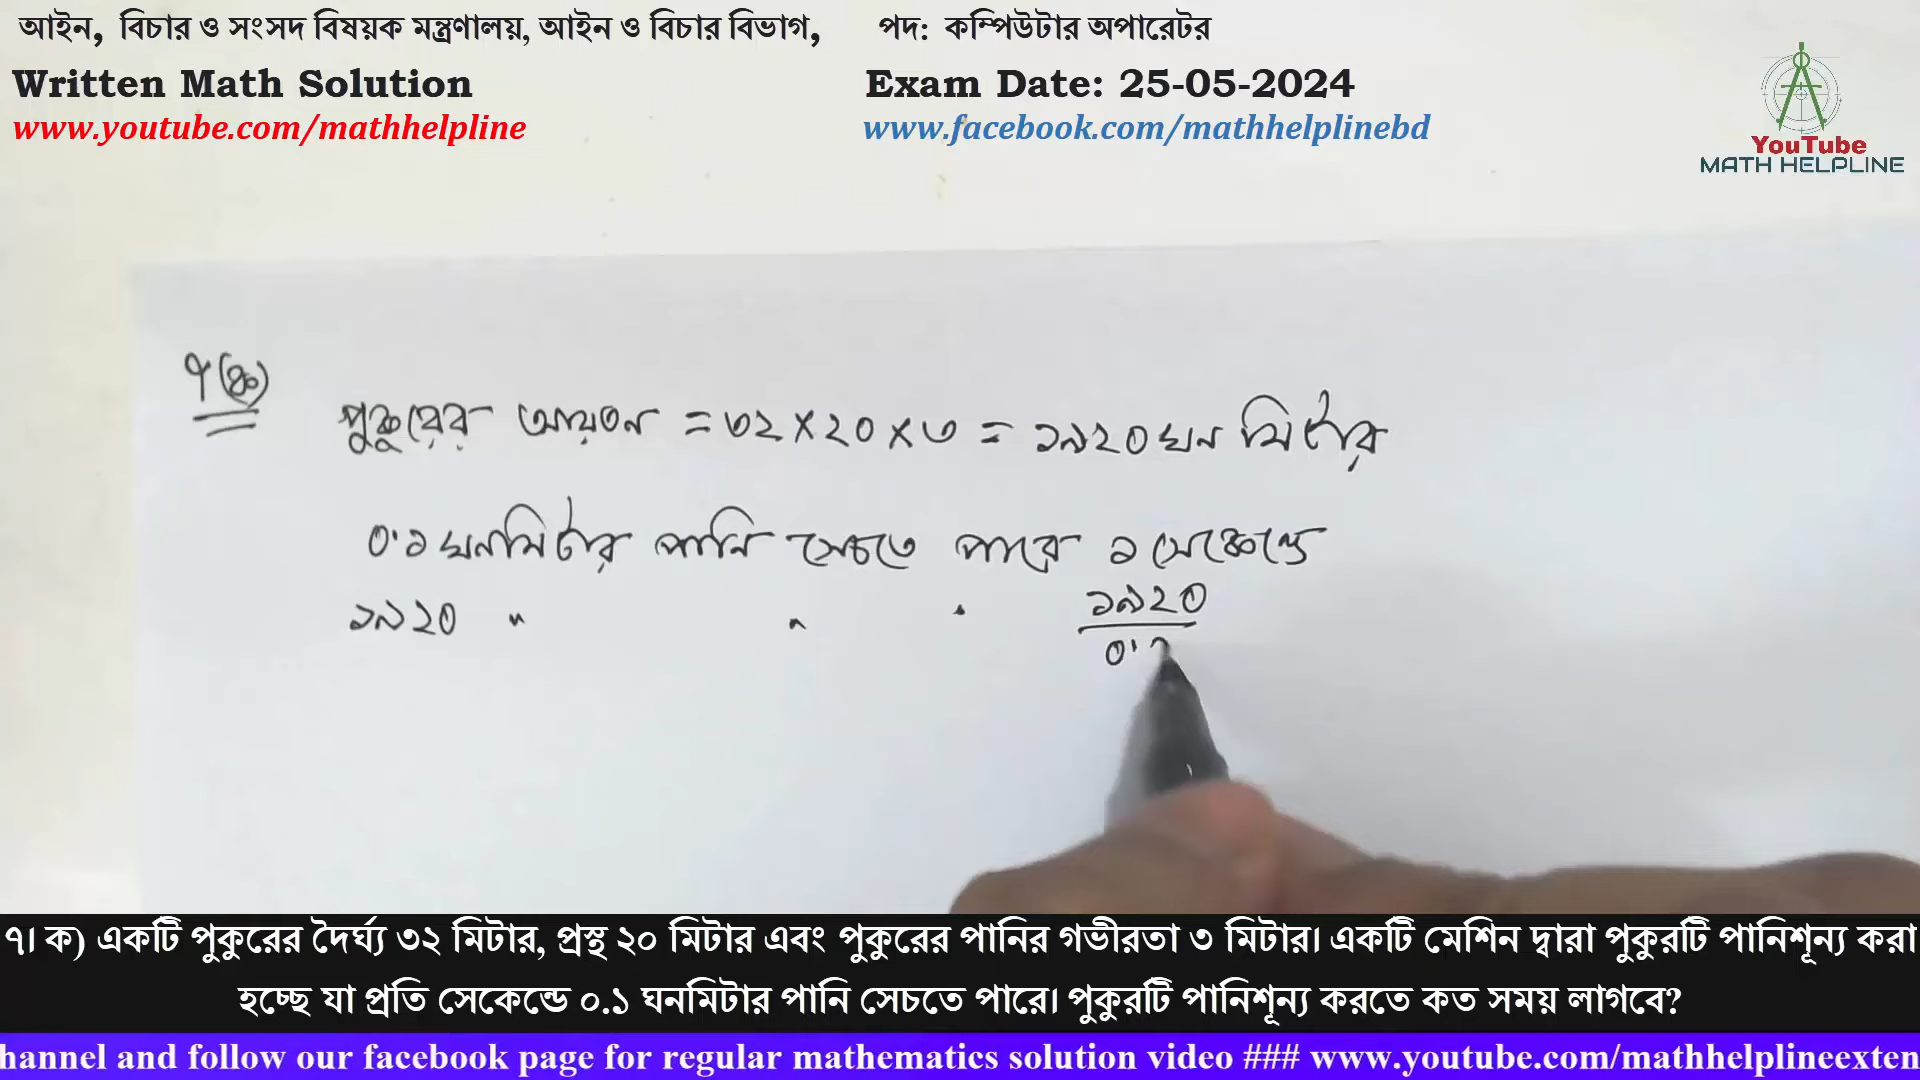 আইন, বিচার ও সংসদ বিষয়ক মন্ত্রণালয়, আইন ও বিচার বিভাগ, পদ: কম্পিউটার অপারেটর
Written Math Solution Exam Date: 25-05-2024
www.youtube.com/mathhelpline www.facebook.com/mathhelplinebd
YouTube
MATH HELPLINE
৭(ক)
পুকুরের আয়তন = ৩২ × ২০ × ৩ = ১৯২০ ঘন মিটার
০.১ ঘনমিটার পানি সেচতে পারে ১ সেকেন্ডে
১৯২০ " " " ১৯২০
০.
৭। ক) একটি পুকুরের দৈর্ঘ্য ৩২ মিটার, প্রস্থ ২০ মিটার এবং পুকুরের পানির গভীরতা ৩ মিটার। একটি মেশিন দ্বারা পুকুরটি পানিশূন্য করা
হচ্ছে যা প্রতি সেকেন্ডে ০.১ ঘনমিটার পানি সেচতে পারে। পুকুরটি পানিশূন্য করতে কত সময় লাগবে?
hannel and follow our facebook page for regular mathematics solution video ### www.youtube.com/mathhelplineexten